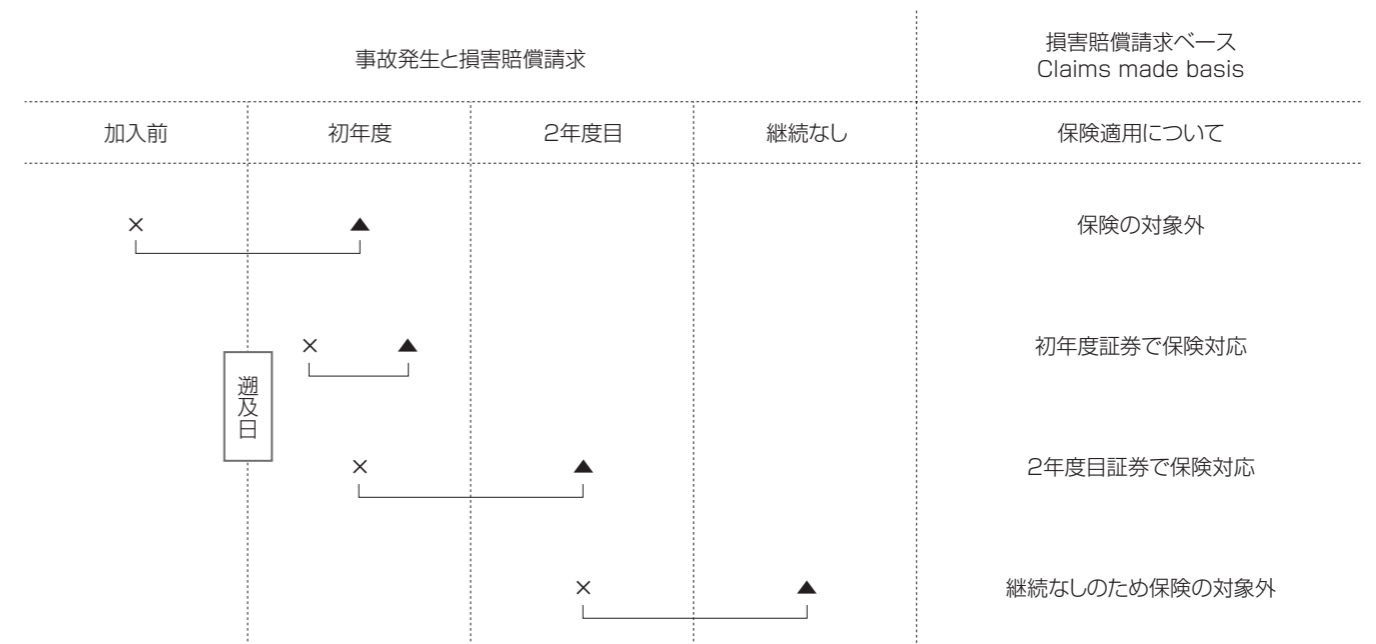 事故発生と損害賠償請求
損害賠償請求ベース
Claims made basis
加入前
初年度
2年度目
継続なし
保険適用について
× ▲
保険の対象外
× ▲
初年度証券で保険対応
遡及日
× ▲
2年度目証券で保険対応
× ▲
継続なしのため保険の対象外